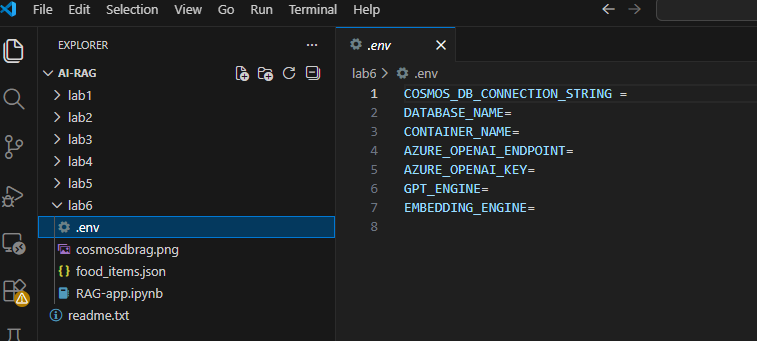 File Edit Selection View Go Run Terminal Help
EXPLORER
AI-RAG
lab1
lab2
lab3
lab4
lab5
lab6
.env
cosmosdbrag.png
food_items.json
RAG-app.ipynb
readme.txt
.env
lab6 > .env
1 COSMOS_DB_CONNECTION_STRING =
2 DATABASE_NAME=
3 CONTAINER_NAME=
4 AZURE_OPENAI_ENDPOINT=
5 AZURE_OPENAI_KEY=
6 GPT_ENGINE=
7 EMBEDDING_ENGINE=
8